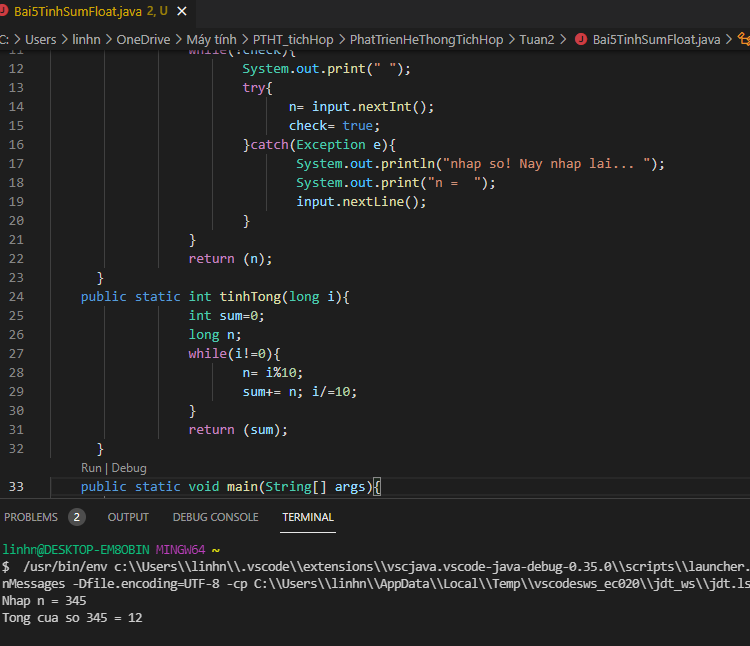 Bai5TinhSumFloat.java 2, U
C: > Users > linhn > OneDrive > Máy tính > PTHT_tichHop > PhatTrienHeThongTichHop > Tuan2 > Bai5TinhSumFloat.java >
11 while(!check){
12 System.out.print(" ");
13 try{
14 n= input.nextInt();
15 check= true;
16 }catch(Exception e){
17 System.out.println("nhap so! Nay nhap lai... ");
18 System.out.print("n =  ");
19 input.nextLine();
20 }
21 }
22 return (n);
23 }
24 public static int tinhTong(long i){
25 int sum=0;
26 long n;
27 while(i!=0){
28 n= i%10;
29 sum+= n; i/=10;
30 }
31 return (sum);
32 }
Run | Debug
33 public static void main(String[] args){
PROBLEMS 2 OUTPUT DEBUG CONSOLE TERMINAL
linhn@DESKTOP-EM8OBIN MINGW64 ~
$  /usr/bin/env c:\\Users\\linhn\\.vscode\\extensions\\vscjava.vscode-java-debug-0.35.0\\scripts\\launcher.
nMessages -Dfile.encoding=UTF-8 -cp C:\\Users\\linhn\\AppData\\Local\\Temp\\vscodesws_ec020\\jdt_ws\\jdt.ls
Nhap n = 345
Tong cua so 345 = 12